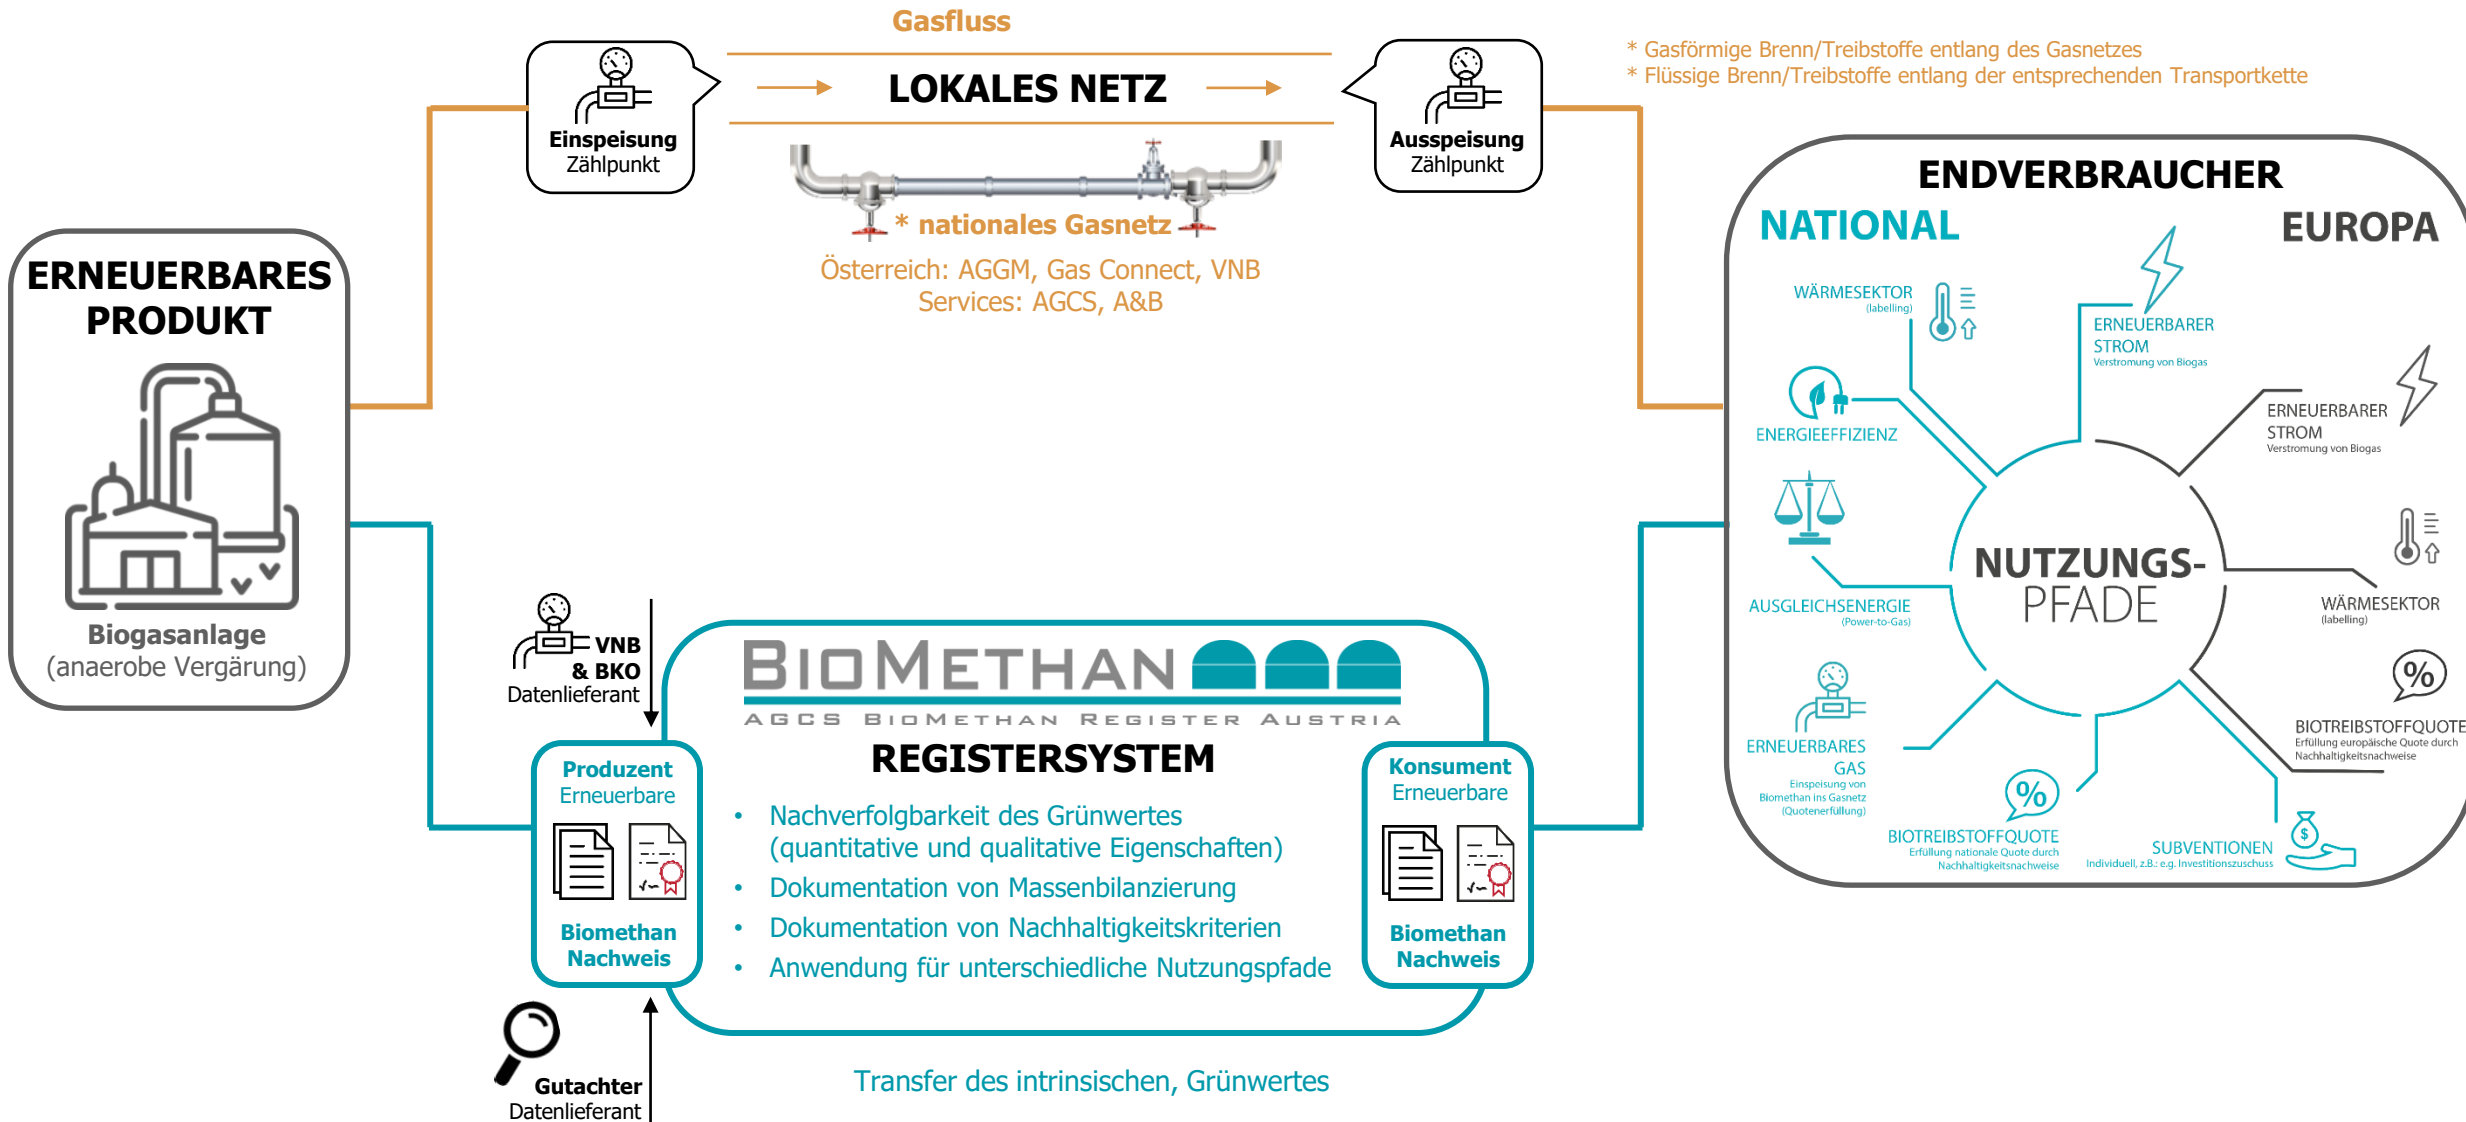 Gasfluss
LOKALES NETZ
Einspeisung
Zählpunkt
Ausspeisung
Zählpunkt
* nationales Gasnetz
Österreich: AGGM, Gas Connect, VNB
Services: AGCS, A&B
* Gasförmige Brenn/Treibstoffe entlang des Gasnetzes
* Flüssige Brenn/Treibstoffe entlang der entsprechenden Transportkette
ERNEUERBARES
PRODUKT
Biogasanlage
(anaerobe Vergärung)
VNB
& BKO
Datenlieferant
BIOMETHAN
AGCS BIOMETHAN REGISTER AUSTRIA
REGISTERSYSTEM
Produzent
Erneuerbare
Biomethan
Nachweis
• Nachverfolgbarkeit des Grünwertes
(quantitative und qualitative Eigenschaften)
• Dokumentation von Massenbilanzierung
• Dokumentation von Nachhaltigkeitskriterien
• Anwendung für unterschiedliche Nutzungspfade
Konsument
Erneuerbare
Biomethan
Nachweis
Gutachter
Datenlieferant
Transfer des intrinsischen, Grünwertes
ENDVERBRAUCHER
NATIONAL
EUROPA
WÄRMESEKTOR
(labelling)
ERNEUERBARER
STROM
Verstromung von Biogas
ERNEUERBARER
STROM
Verstromung von Biogas
ENERGIEEFFIZIENZ
NUTZUNGS-
PFADE
AUSGLEICHSENERGIE
(Power-to-Gas)
WÄRMESEKTOR
(labelling)
ERNEUERBARES
GAS
Einspeisung von
Biomethan ins Gasnetz
(Quotenerfüllung)
%
BIOTREIBSTOFFQUOTE
Erfüllung europäische Quote durch
Nachhaltigkeitsnachweise
%
BIOTREIBSTOFFQUOTE
Erfüllung nationale Quote durch
Nachhaltigkeitsnachweise
$
SUBVENTIONEN
Individuell, z.B.: e.g. Investitionszuschuss